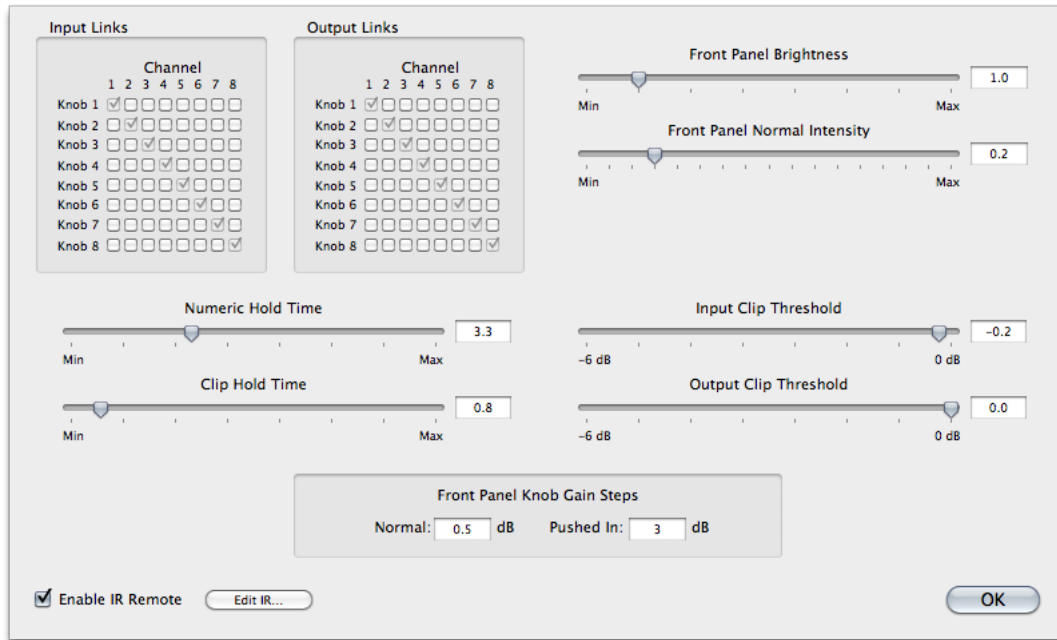 Input Links
Channel
1 2 3 4 5 6 7 8
Knob 1
Knob 2
Knob 3
Knob 4
Knob 5
Knob 6
Knob 7
Knob 8
Output Links
Channel
1 2 3 4 5 6 7 8
Knob 1
Knob 2
Knob 3
Knob 4
Knob 5
Knob 6
Knob 7
Knob 8
Front Panel Brightness
1.0
Min Max
Front Panel Normal Intensity
0.2
Min Max
Numeric Hold Time
3.3
Min Max
Clip Hold Time
0.8
Min Max
Input Clip Threshold
-0.2
-6 dB 0 dB
Output Clip Threshold
0.0
-6 dB 0 dB
Front Panel Knob Gain Steps
Normal: 0.5 dB Pushed In: 3 dB
Enable IR Remote Edit IR... OK